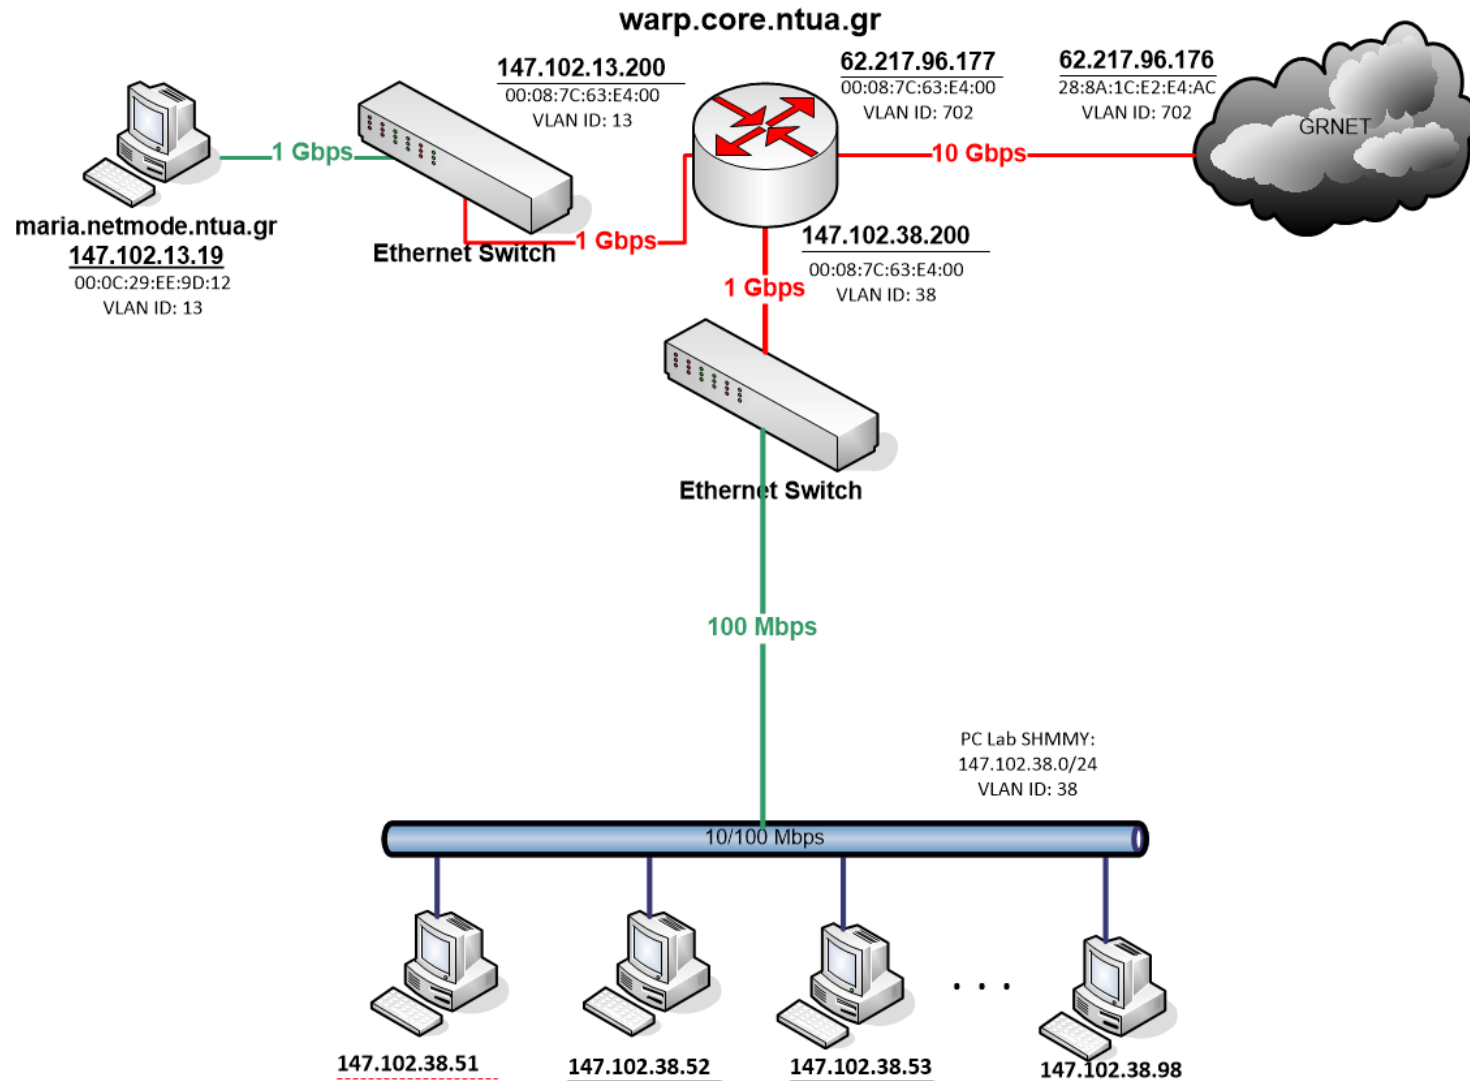 warp.core.ntua.gr
147.102.13.200
00:08:7C:63:E4:00
VLAN ID: 13
62.217.96.177
00:08:7C:63:E4:00
VLAN ID: 702
62.217.96.176
28:8A:1C:E2:E4:AC
VLAN ID: 702
GRNET
1 Gbps
10 Gbps
maria.netmode.ntua.gr
147.102.13.19
00:0C:29:EE:9D:12
VLAN ID: 13
Ethernet Switch
1 Gbps
147.102.38.200
00:08:7C:63:E4:00
VLAN ID: 38
1 Gbps
Ethernet Switch
100 Mbps
PC Lab SHMMY:
147.102.38.0/24
VLAN ID: 38
10/100 Mbps
. . .
147.102.38.51
147.102.38.52
147.102.38.53
147.102.38.98